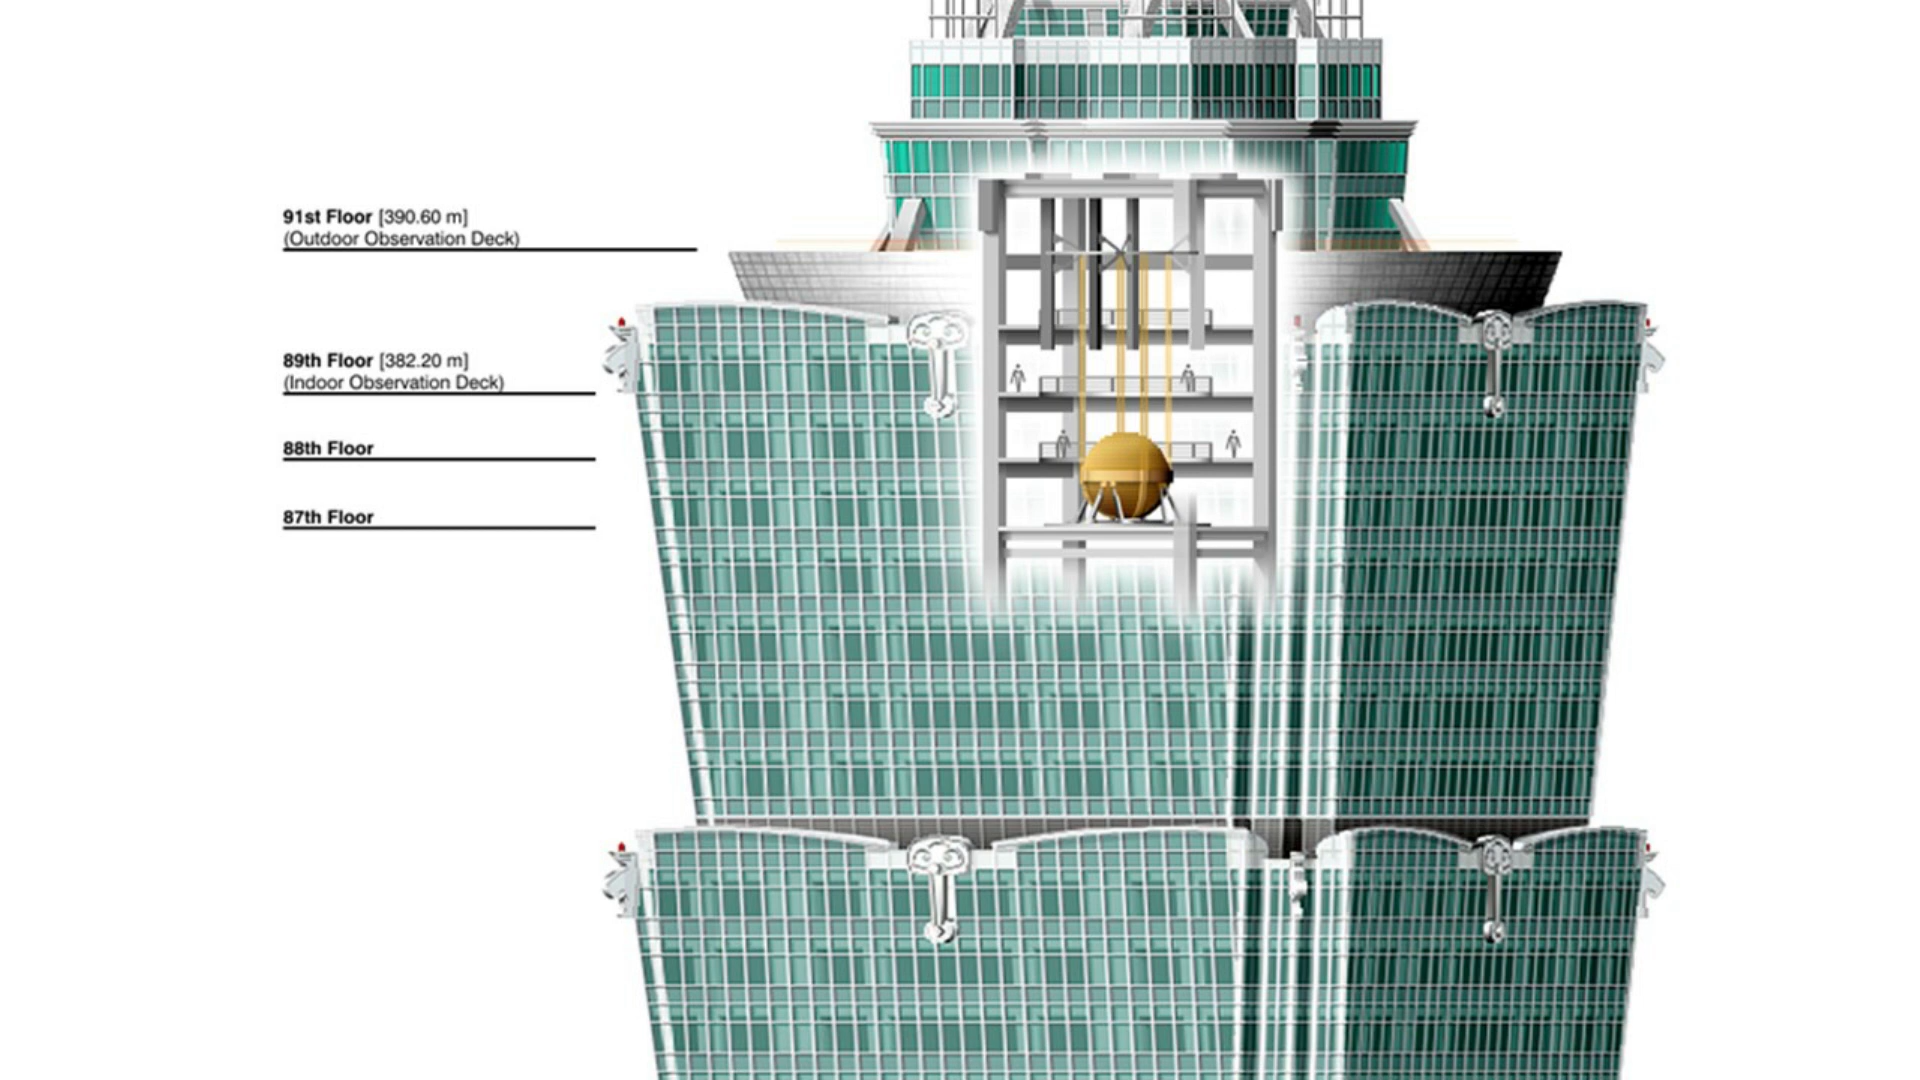 91st Floor [390.60 m]
(Outdoor Observation Deck)
89th Floor [382.20 m]
(Indoor Observation Deck)
88th Floor
87th Floor